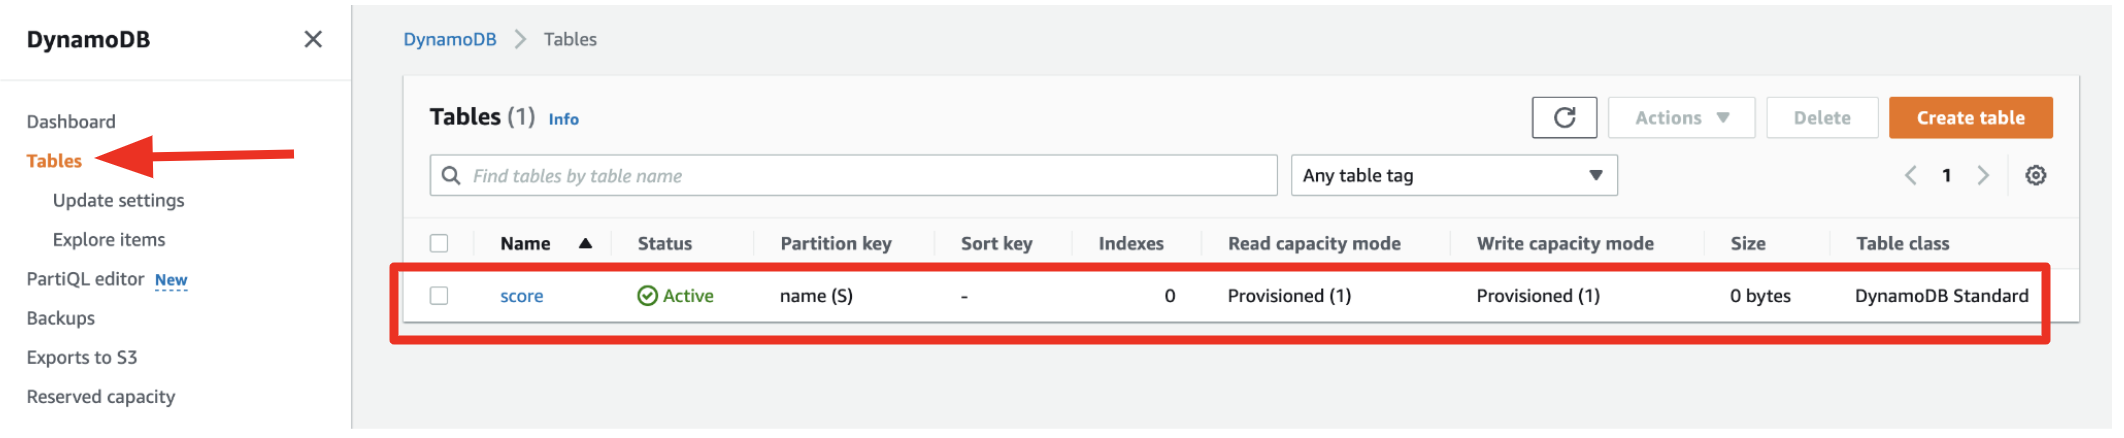 DynamoDB
Dashboard
Tables
Update settings
Explore items
PartiQL editor New
Backups
Exports to S3
Reserved capacity
DynamoDB > Tables
Tables (1) Info
Actions Delete Create table
Find tables by table name Any table tag 1
Name Status Partition key Sort key Indexes Read capacity mode Write capacity mode Size Table class
score Active name (S) - 0 Provisioned (1) Provisioned (1) 0 bytes DynamoDB Standard